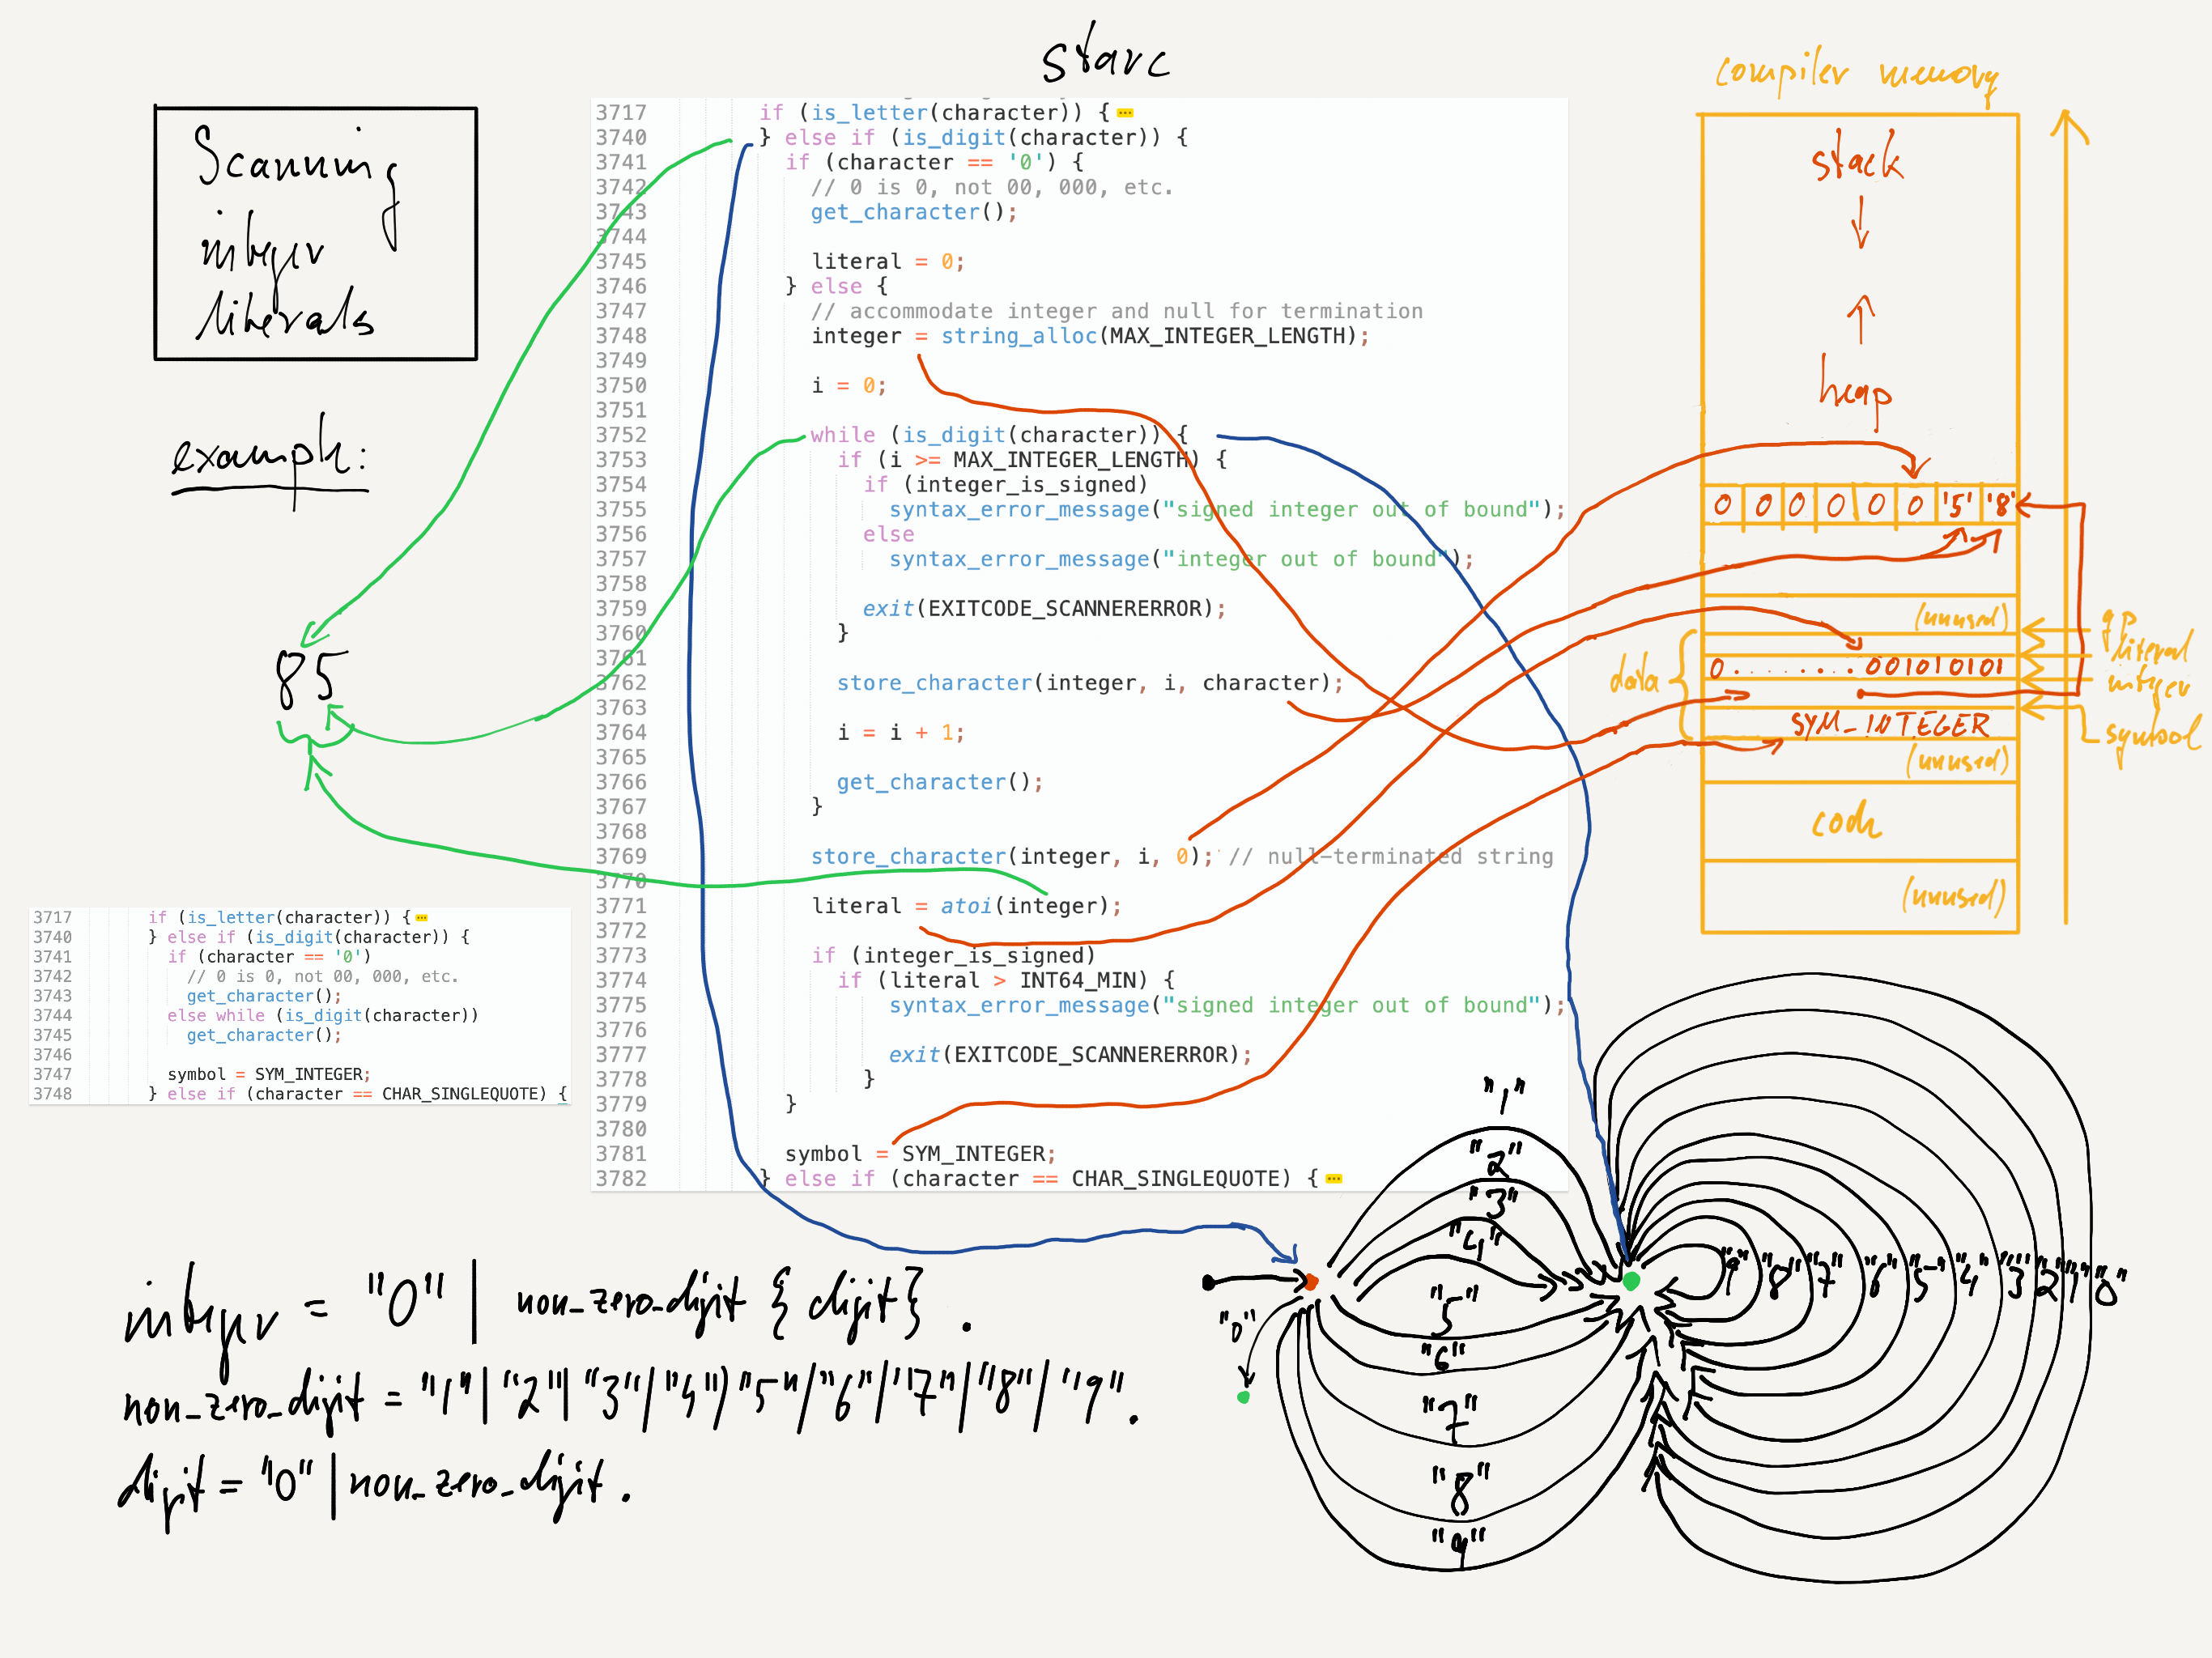 starc
Scanning
integer
literals
example:
85
3717 if (is_letter(character)) {
3740 } else if (is_digit(character)) {
3741 if (character == '0') {
3742 // 0 is 0, not 00, 000, etc.
3743 get_character();
3744
3745 literal = 0;
3746 } else {
3747 // accommodate integer and null for termination
3748 integer = string_alloc(MAX_INTEGER_LENGTH);
3749
3750 i = 0;
3751
3752 while (is_digit(character)) {
3753 if (i >= MAX_INTEGER_LENGTH) {
3754 if (integer_is_signed)
3755 syntax_error_message("signed integer out of bound");
3756 else
3757 syntax_error_message("integer out of bound");
3758
3759 exit(EXITCODE_SCANNERERROR);
3760 }
3761
3762 store_character(integer, i, character);
3763
3764 i = i + 1;
3765
3766 get_character();
3767 }
3768
3769 store_character(integer, i, 0); // null-terminated string
3770
3771 literal = atoi(integer);
3772
3773 if (integer_is_signed)
3774 if (literal > INT64_MIN) {
3775 syntax_error_message("signed integer out of bound");
3776
3777 exit(EXITCODE_SCANNERERROR);
3778 }
3779 }
3780
3781 symbol = SYM_INTEGER;
3782 } else if (character == CHAR_SINGLEQUOTE) {
3717 if (is_letter(character)) {
3740 } else if (is_digit(character)) {
3741 if (character == '0')
3742 // 0 is 0, not 00, 000, etc.
3743 get_character();
3744 else while (is_digit(character))
3745 get_character();
3746
3747 symbol = SYM_INTEGER;
3748 } else if (character == CHAR_SINGLEQUOTE) {
compiler memory
stack
heap
0 0 0 0 0 0 '5' '8'
(unused)
gp
literal
data
0........001010101
integer
SYM_INTEGER
symbol
(unused)
code
(unused)
integer = "0" | non_zero_digit { digit } .
non_zero_digit = "1" | "2" | "3" | "4" | "5" | "6" | "7" | "8" | "9" .
digit = "0" | non_zero_digit .
"0"
"1"
"2"
"3"
"4"
"5"
"6"
"7"
"8"
"9"
"9" "8" "7" "6" "5" "4" "3" "2" "1" "0"